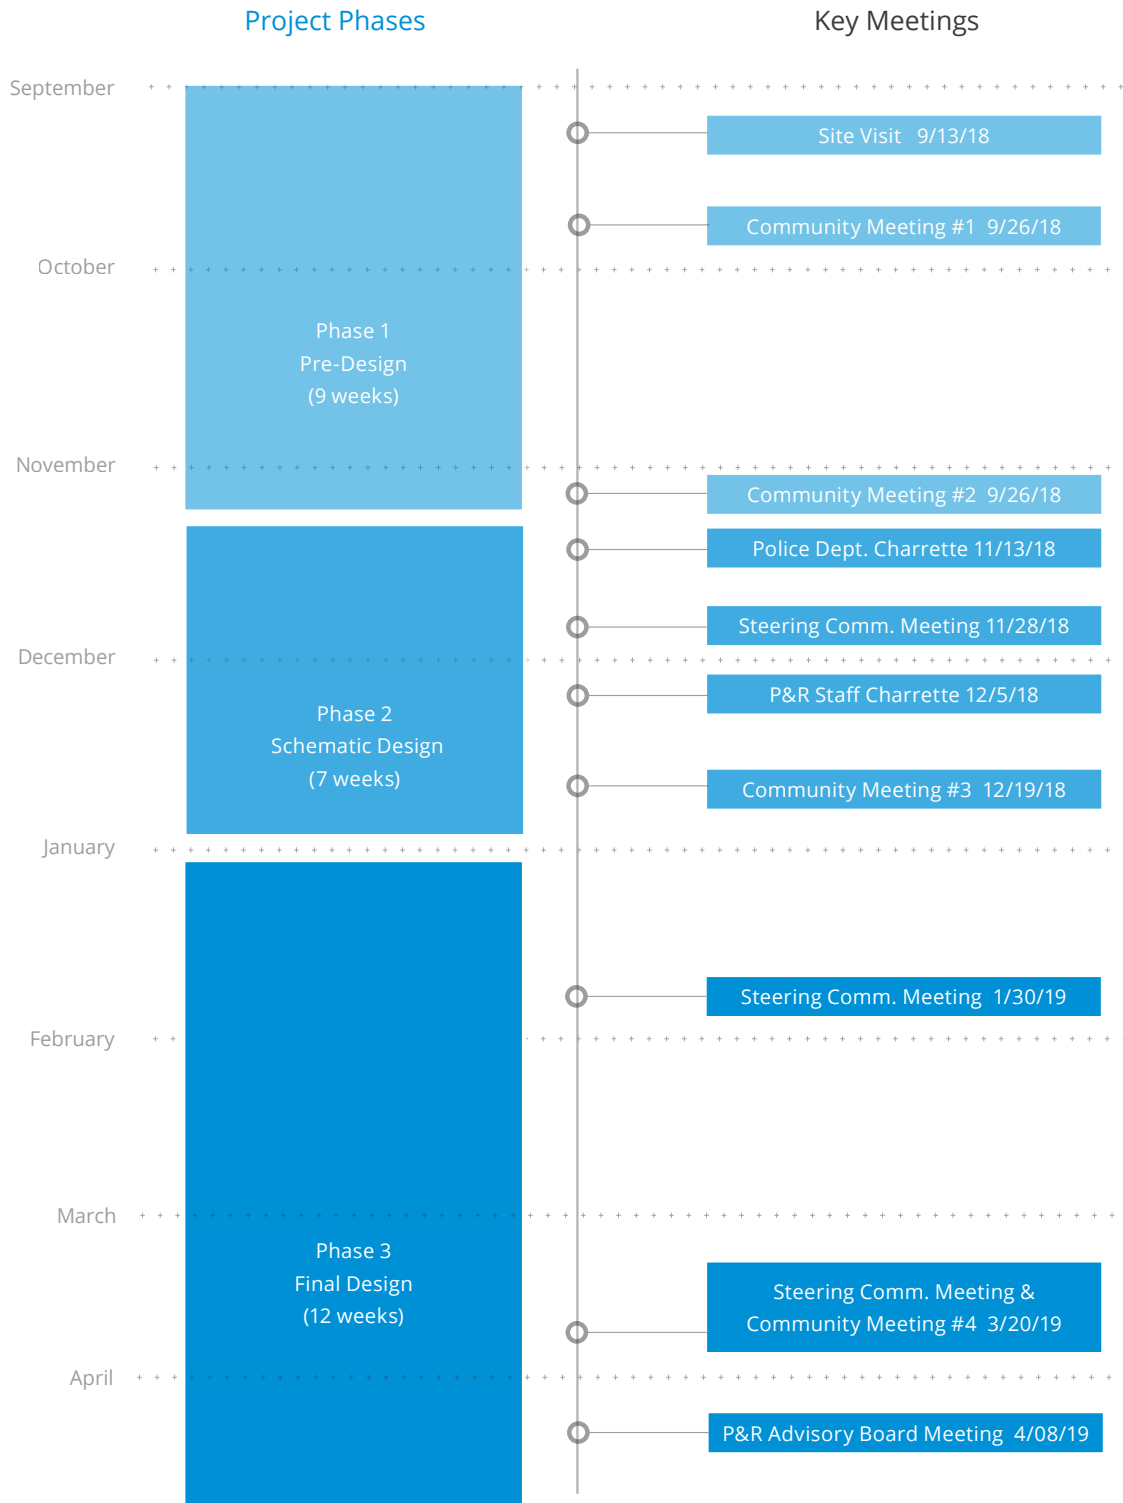 Project Phases
Key Meetings
September
Site Visit 9/13/18
Community Meeting #1 9/26/18
October
Phase 1
Pre-Design
(9 weeks)
November
Community Meeting #2 9/26/18
Police Dept. Charrette 11/13/18
Steering Comm. Meeting 11/28/18
December
P&R Staff Charrette 12/5/18
Phase 2
Schematic Design
(7 weeks)
Community Meeting #3 12/19/18
January
Steering Comm. Meeting 1/30/19
February
March
Phase 3
Final Design
(12 weeks)
Steering Comm. Meeting &
Community Meeting #4 3/20/19
April
P&R Advisory Board Meeting 4/08/19